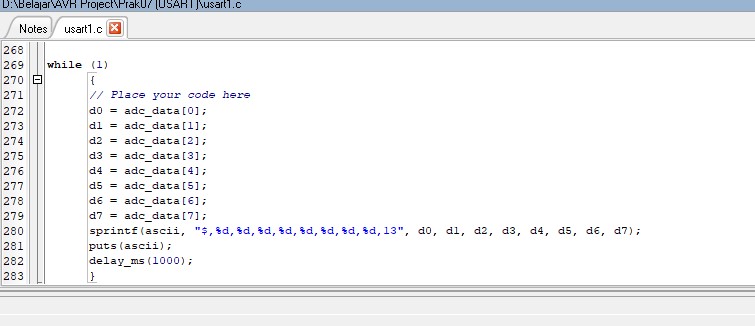 D:\Belajar\AVR Project\Prak07 (USART)\usart1.c
Notes usart1.c
268
269 while (1)
270 {
271 // Place your code here
272 d0 = adc_data[0];
273 d1 = adc_data[1];
274 d2 = adc_data[2];
275 d3 = adc_data[3];
276 d4 = adc_data[4];
277 d5 = adc_data[5];
278 d6 = adc_data[6];
279 d7 = adc_data[7];
280 sprintf(ascii, "$,%d,%d,%d,%d,%d,%d,%d,%d,13", d0, d1, d2, d3, d4, d5, d6, d7);
281 puts(ascii);
282 delay_ms(1000);
283 }